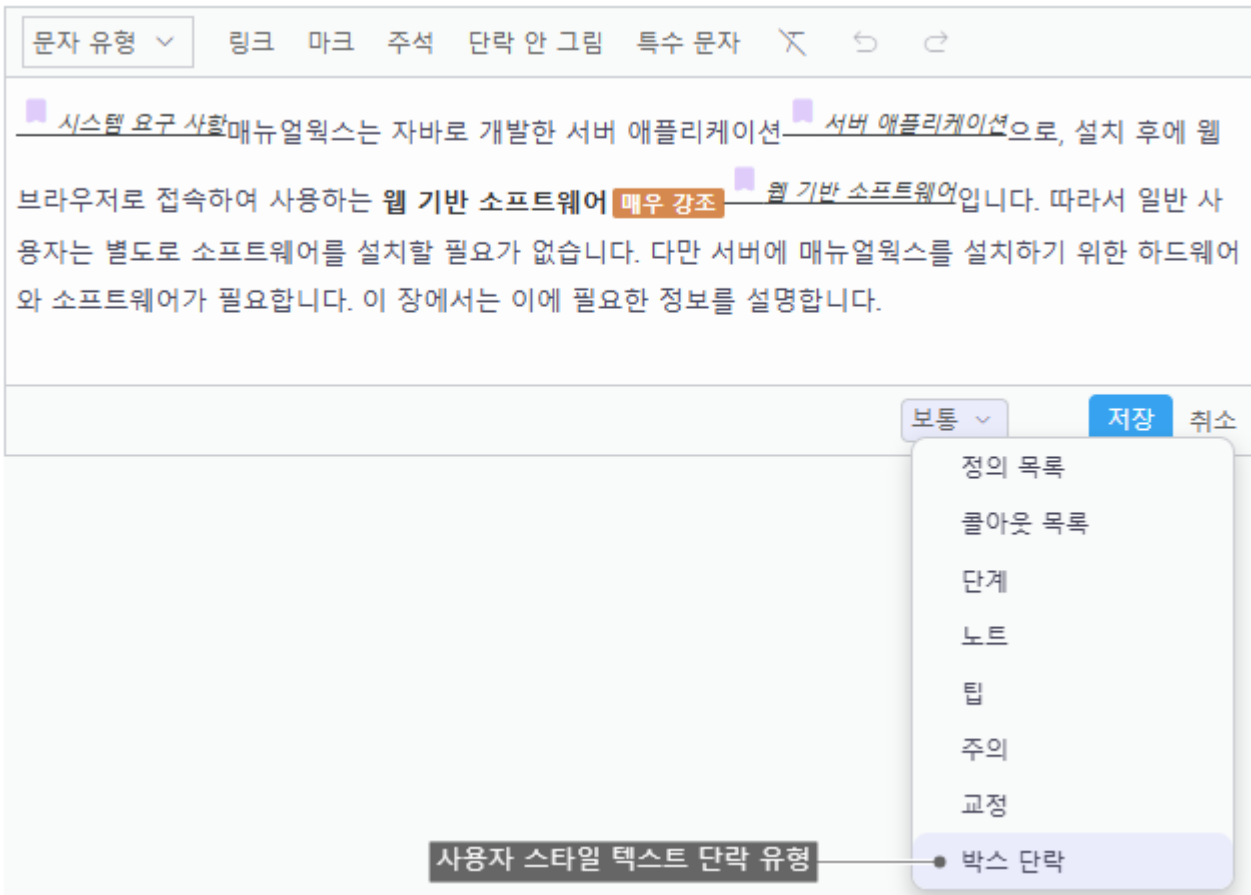 문자 유형 링크 마크 주석 단락 안 그림 특수 문자
시스템 요구 사항매뉴얼웍스는 자바로 개발한 서버 애플리케이션 서버 애플리케이션으로, 설치 후에 웹
브라우저로 접속하여 사용하는 웹 기반 소프트웨어 매우 강조 웹 기반 소프트웨어입니다. 따라서 일반 사
용자는 별도로 소프트웨어를 설치할 필요가 없습니다. 다만 서버에 매뉴얼웍스를 설치하기 위한 하드웨어
와 소프트웨어가 필요합니다. 이 장에서는 이에 필요한 정보를 설명합니다.
보통 저장 취소
정의 목록
콜아웃 목록
단계
노트
팁
주의
교정
사용자 스타일 텍스트 단락 유형 박스 단락